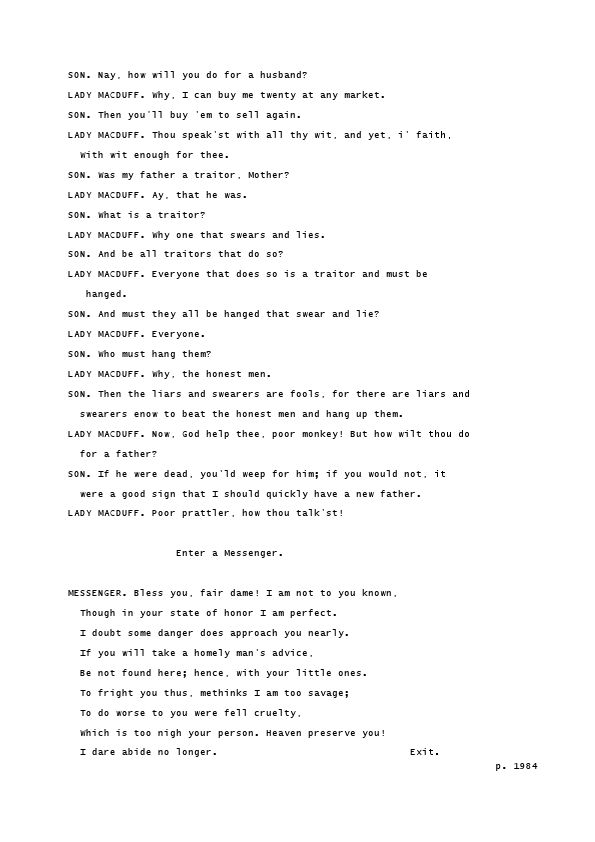 SON. Nay, how will you do for a husband?
LADY MACDUFF. Why, I can buy me twenty at any market.
SON. Then you'll buy 'em to sell again.
LADY MACDUFF. Thou speak'st with all thy wit, and yet, i' faith,
With wit enough for thee.
SON. Was my father a traitor, Mother?
LADY MACDUFF. Ay, that he was.
SON. What is a traitor?
LADY MACDUFF. Why one that swears and lies.
SON. And be all traitors that do so?
LADY MACDUFF. Everyone that does so is a traitor and must be
hanged.
SON. And must they all be hanged that swear and lie?
LADY MACDUFF. Everyone.
SON. Who must hang them?
LADY MACDUFF. Why, the honest men.
SON. Then the liars and swearers are fools, for there are liars and
swearers enow to beat the honest men and hang up them.
LADY MACDUFF. Now, God help thee, poor monkey! But how wilt thou do
for a father?
SON. If he were dead, you'ld weep for him; if you would not, it
were a good sign that I should quickly have a new father.
LADY MACDUFF. Poor prattler, how thou talk'st!
Enter a Messenger.
MESSENGER. Bless you, fair dame! I am not to you known,
Though in your state of honor I am perfect.
I doubt some danger does approach you nearly.
If you will take a homely man's advice,
Be not found here; hence, with your little ones.
To fright you thus, methinks I am too savage;
To do worse to you were fell cruelty,
Which is too nigh your person. Heaven preserve you!
I dare abide no longer. Exit.
p. 1984